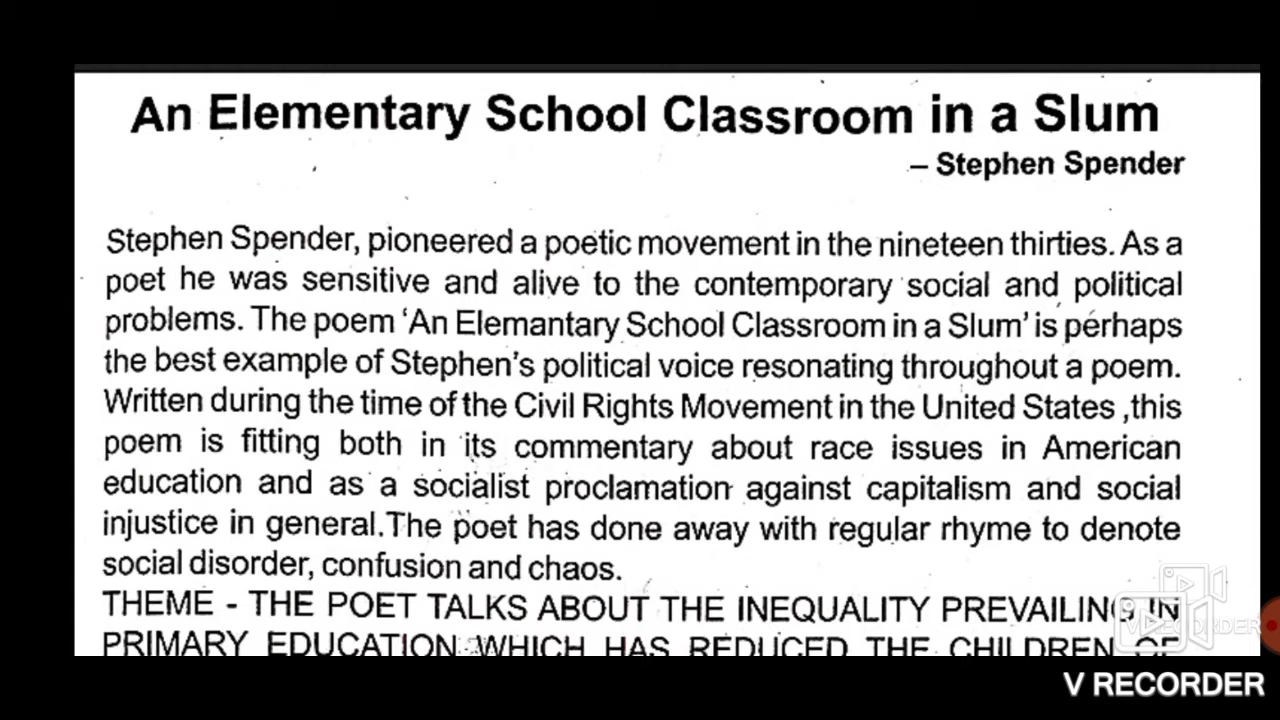 An Elementary School Classroom in a Slum
– Stephen Spender
Stephen Spender, pioneered a poetic movement in the nineteen thirties. As a
poet he was sensitive and alive to the contemporary social and political
problems. The poem ‘An Elemantary School Classroom in a Slum’ is perhaps
the best example of Stephen’s political voice resonating throughout a poem.
Written during the time of the Civil Rights Movement in the United States ,this
poem is fitting both in its commentary about race issues in American
education and as a socialist proclamation against capitalism and social
injustice in general.The poet has done away with regular rhyme to denote
social disorder, confusion and chaos.
THEME - THE POET TALKS ABOUT THE INEQUALITY PREVAILING IN
PRIMARY EDUCATION WHICH HAS REDUCED THE CHILDREN OF
V RECORDER
V RECORDER